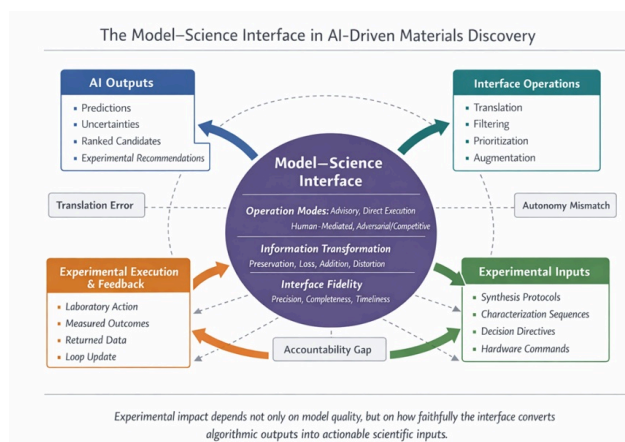 The Model–Science Interface in AI-Driven Materials Discovery
AI Outputs
▪ Predictions
▪ Uncertainties
▪ Ranked Candidates
▪ Experimental Recommendations
Interface Operations
▪ Translation
▪ Filtering
▪ Prioritization
▪ Augmentation
Model—Science
Interface
Operation Modes: Advisory, Direct Execution
Human-Mediated, Adversarial/Competitive
Information Transformation
Preservation, Loss, Addition, Distortion
Interface Fidelity
Precision, Completeness, Timeliness
Translation Error
Autonomy Mismatch
Experimental Execution
& Feedback
▪ Laboratory Action
▪ Measured Outcomes
▪ Returned Data
▪ Loop Update
Experimental Inputs
▪ Synthesis Protocols
▪ Characterization Sequences
▪ Decision Directives
▪ Hardware Commands
Accountability Gap
Experimental impact depends not only on model quality, but on how faithfully the interface converts
algorithmic outputs into actionable scientific inputs.